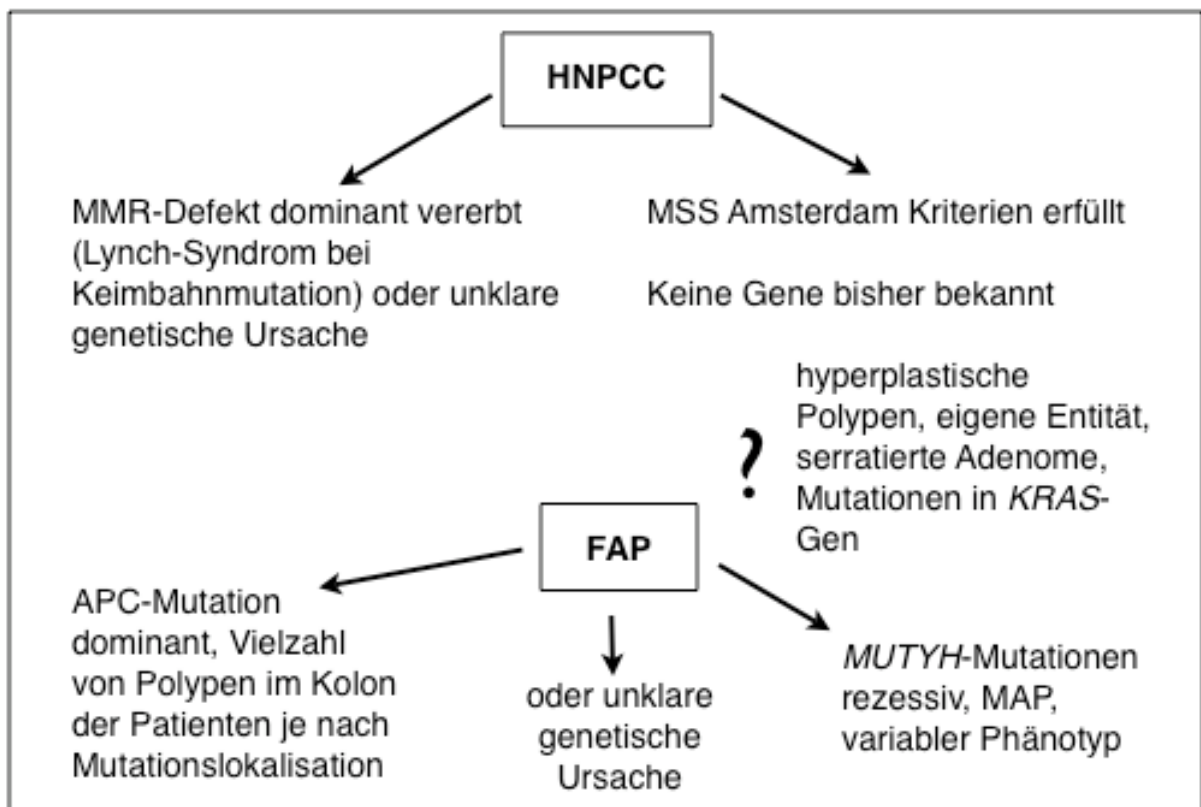 HNPCC
MMR-Defekt dominant vererbt
(Lynch-Syndrom bei
Keimbahnmutation) oder unklare
genetische Ursache
MSS Amsterdam Kriterien erfüllt
Keine Gene bisher bekannt
?
hyperplastische
Polypen, eigene Entität,
serratierte Adenome,
Mutationen in KRAS-
Gen
FAP
APC-Mutation
dominant, Vielzahl
von Polypen im Kolon
der Patienten je nach
Mutationslokalisation
oder unklare
genetische
Ursache
MUTYH-Mutationen
rezessiv, MAP,
variabler Phänotyp